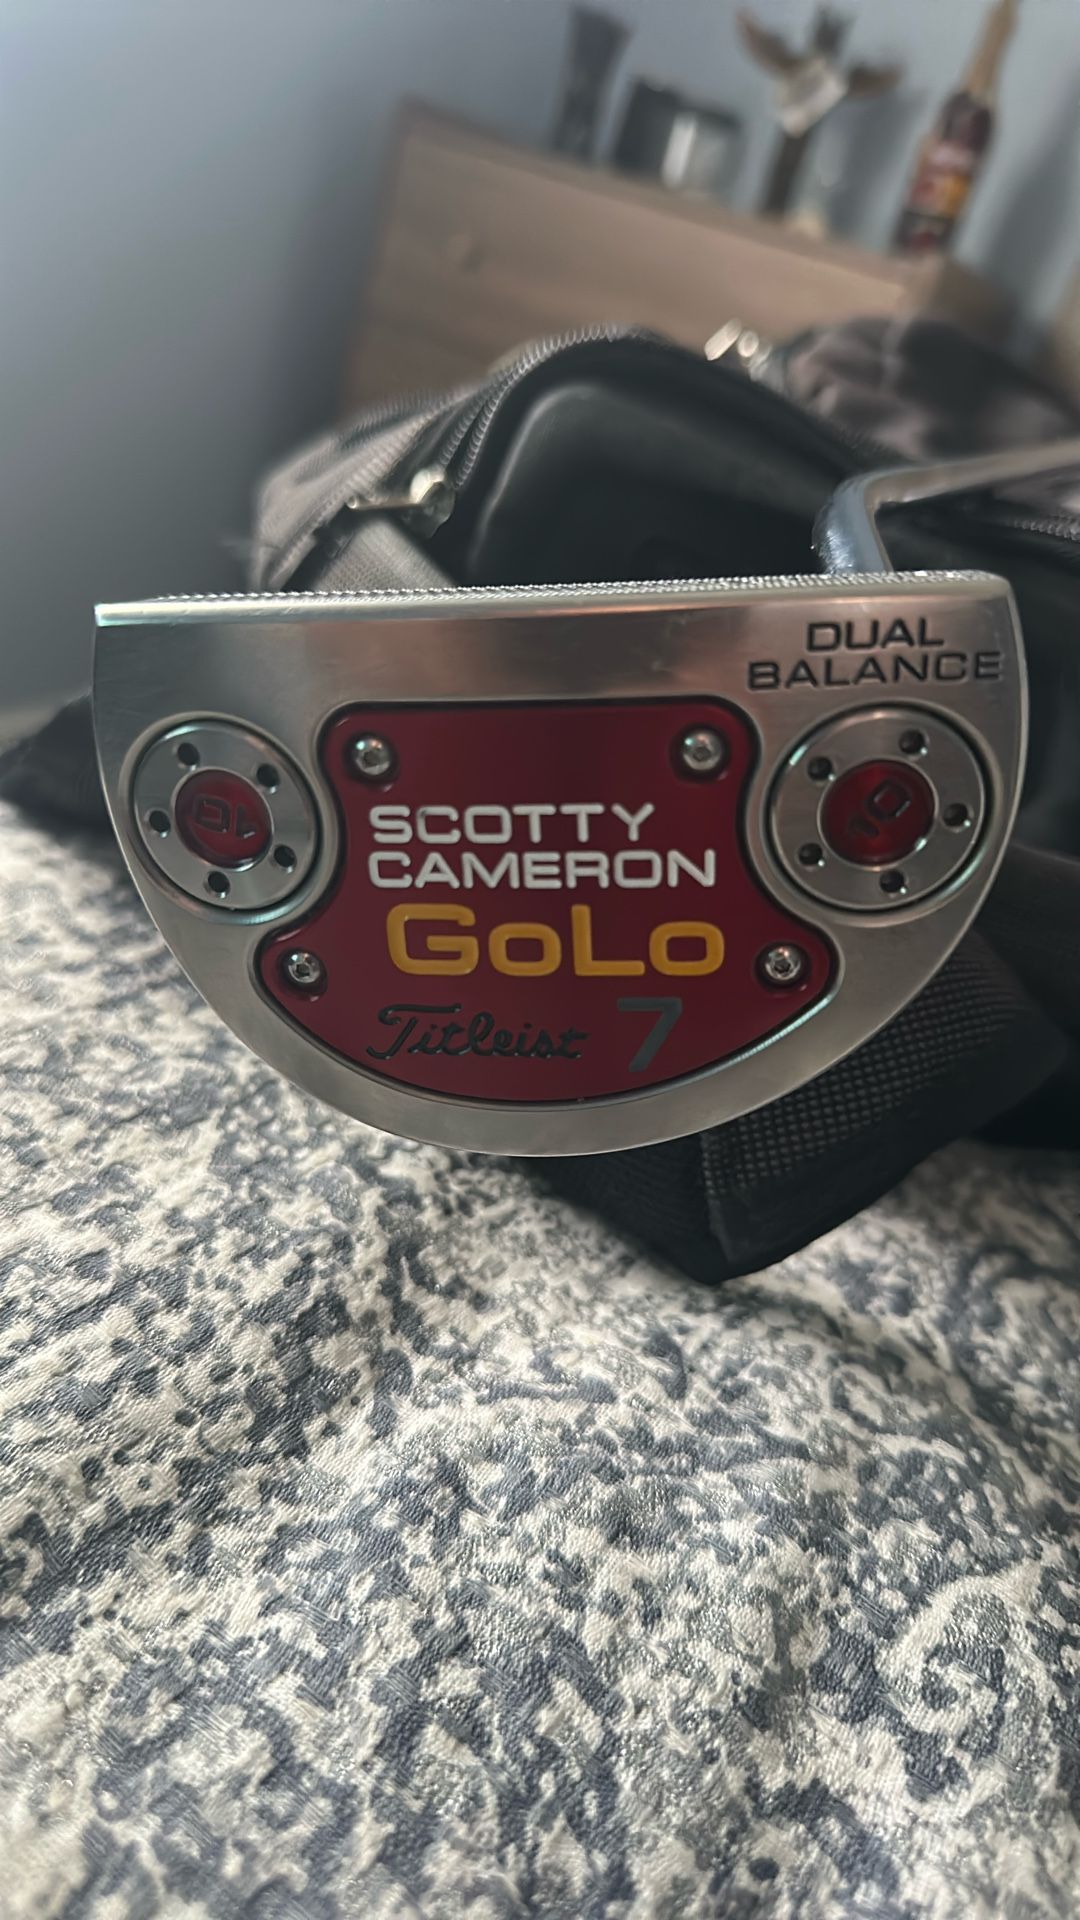 DUAL
BALANCE
10
10
SCOTTY
CAMERON
GoLo
Titleist 7